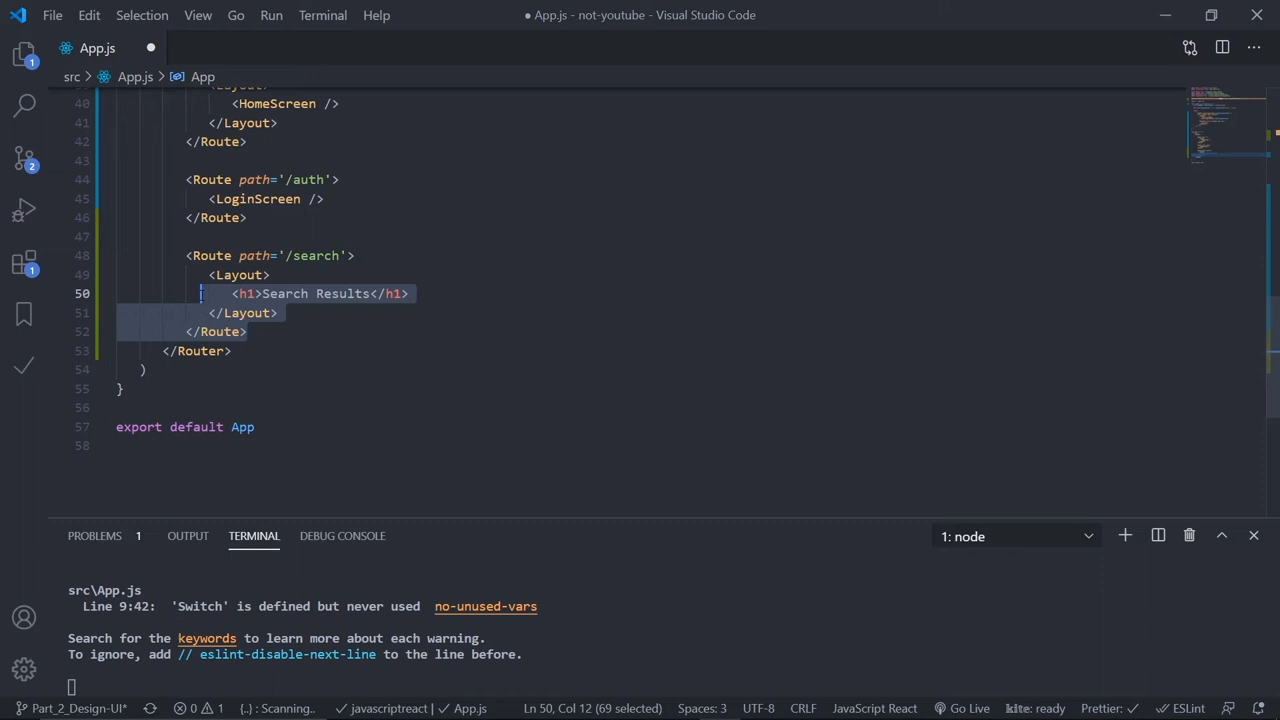 File Edit Selection View Go Run Terminal Help
● App.js - not-youtube - Visual Studio Code
App.js
src > App.js > App
<Layout>
40 <HomeScreen />
41 </Layout>
42 </Route>
43
44 <Route path='/auth'>
45 <LoginScreen />
46 </Route>
47
48 <Route path='/search'>
49 <Layout>
50 <h1>Search Results</h1>
51 </Layout>
52 </Route>
53 </Router>
54 )
55 }
56
57 export default App
58
1
2
1
PROBLEMS 1 OUTPUT TERMINAL DEBUG CONSOLE 1: node
src\App.js
Line 9:42: 'Switch' is defined but never used no-unused-vars
Search for the keywords to learn more about each warning.
To ignore, add // eslint-disable-next-line to the line before.
Part_2_Design-UI* 0 1 {..} : Scanning.. javascriptreact | App.js Ln 50, Col 12 (69 selected) Spaces: 3 UTF-8 CRLF JavaScript React Go Live kite: ready Prettier: ESLint